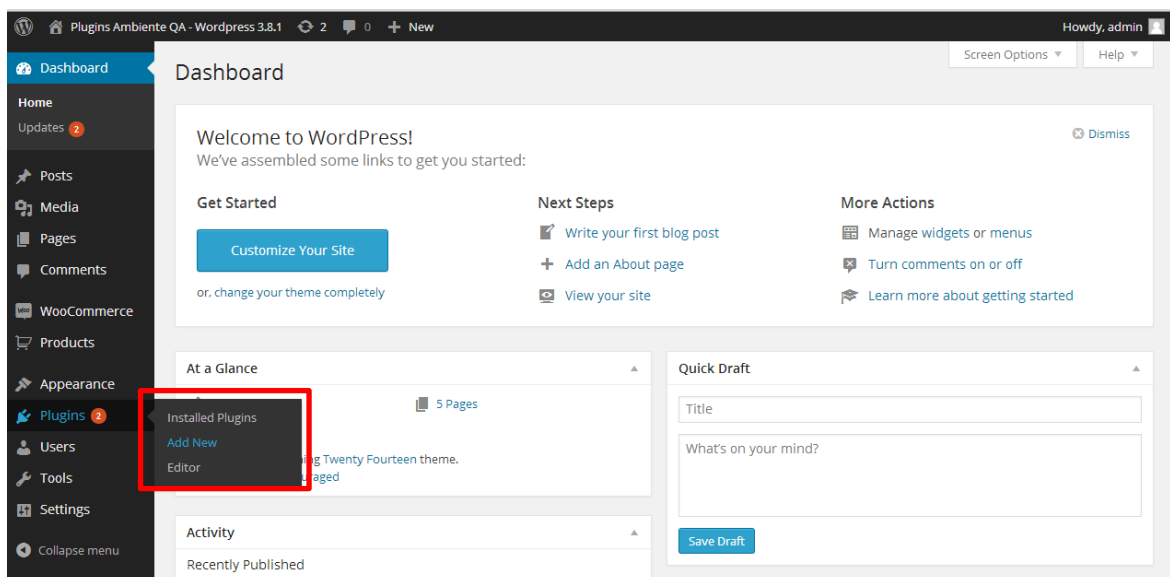 Plugins Ambiente QA - Wordpress 3.8.1 2 0 + New Howdy, admin
Screen Options Help
Dashboard
Home
Updates 2
Posts
Media
Pages
Comments
WooCommerce
Products
Appearance
Plugins 2
Installed Plugins
Add New
Editor
Users
Tools
Settings
Collapse menu
Dashboard
Welcome to WordPress!
Dismiss
We've assembled some links to get you started:
Get Started
Customize Your Site
or, change your theme completely
Next Steps
Write your first blog post
Add an About page
View your site
More Actions
Manage widgets or menus
Turn comments on or off
Learn more about getting started
At a Glance
5 Pages
Twenty Fourteen theme.
Activity
Recently Published
Quick Draft
Title
What's on your mind?
Save Draft